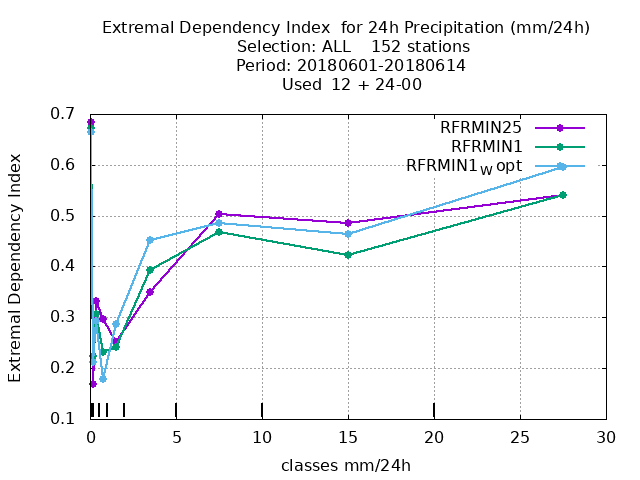 Extremal Dependency Index  for 24h Precipitation (mm/24h)
Selection: ALL    152 stations
Period: 20180601-20180614
Used  12 + 24-00
RFRMIN25
RFRMIN1
RFRMIN1W opt
Extremal Dependency Index
0.7
0.6
0.5
0.4
0.3
0.2
0.1
0 5 10 15 20 25 30
classes mm/24h